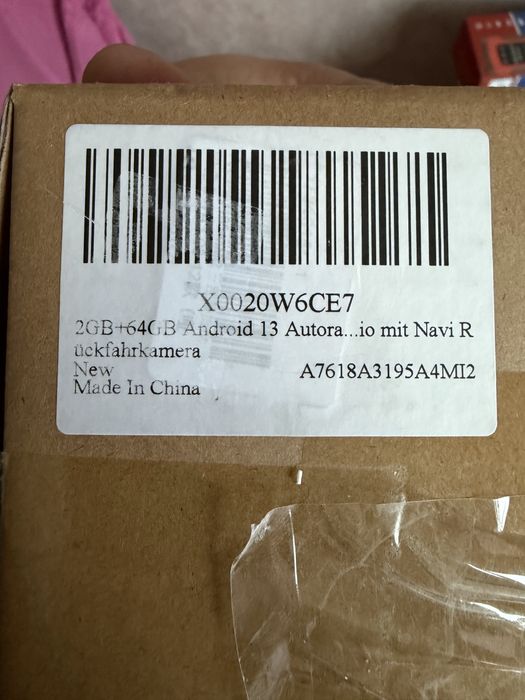 X0020W6CE7
2GB+64GB Android 13 Autora...io mit Navi R
ückfahrkamera
New A7618A3195A4MI2
Made In China